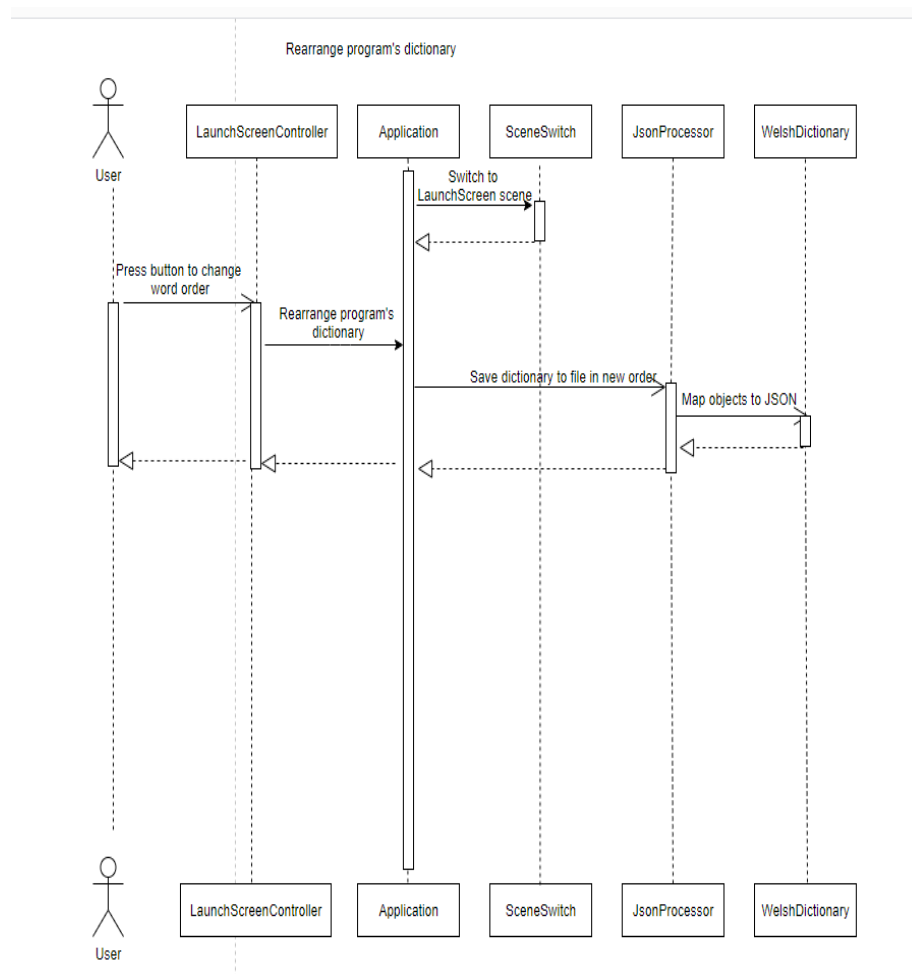 Rearrange program's dictionary
User
LaunchScreenController
Application
SceneSwitch
JsonProcessor
WelshDictionary
Switch to
LaunchScreen scene
Press button to change
word order
Rearrange program's
dictionary
Save dictionary to file in new order
Map objects to JSON
User
LaunchScreenController
Application
SceneSwitch
JsonProcessor
WelshDictionary